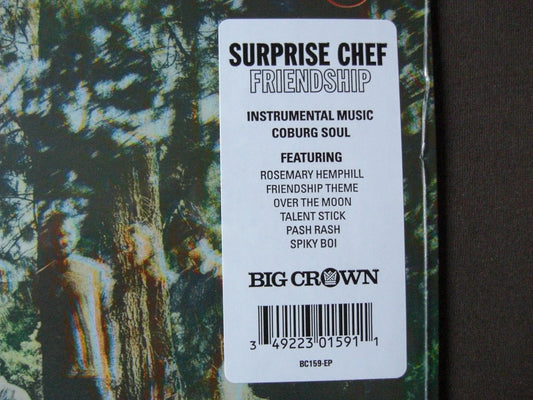 SURPRISE CHEF
FRIENDSHIP
INSTRUMENTAL MUSIC
COBURG SOUL
FEATURING
ROSEMARY HEMPHILL
FRIENDSHIP THEME
OVER THE MOON
TALENT STICK
PASH RASH
SPIKY BOI
BIG CROWN
3 49223 01591 1
BC159-EP